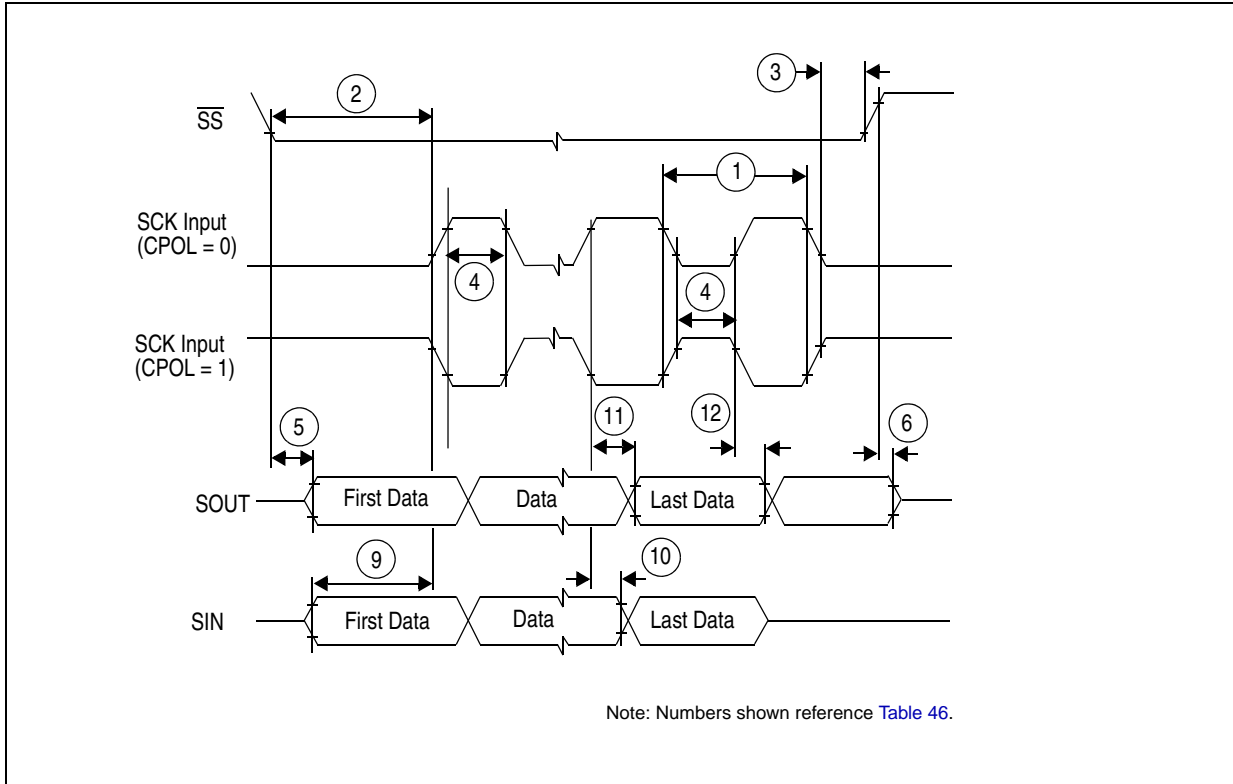 3
2
SS
1
SCK Input
(CPOL = 0)
4
4
SCK Input
(CPOL = 1)
5
11
12
6
SOUT
First Data
Data
Last Data
9
10
SIN
First Data
Data
Last Data
Note: Numbers shown reference Table 46.